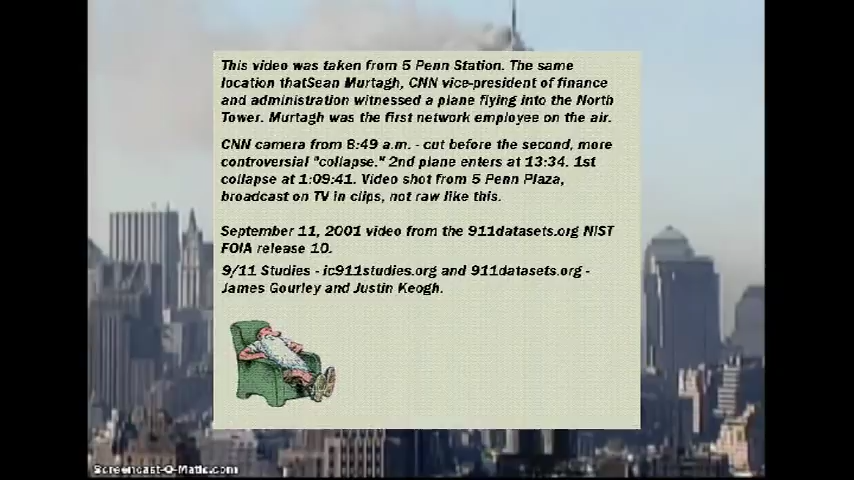 This video was taken from 5 Penn Station. The same
location thatSean Murtagh, CNN vice-president of finance
and administration witnessed a plane flying into the North
Tower. Murtagh was the first network employee on the air.
CNN camera from 8:49 a.m. - cut before the second, more
controversial "collapse." 2nd plane enters at 13:34. 1st
collapse at 1:09:41. Video shot from 5 Penn Plaza,
broadcast on TV in clips, not raw like this.
September 11, 2001 video from the 911datasets.org NIST
FOIA release 10.
9/11 Studies - ic911studies.org and 911datasets.org -
James Gourley and Justin Keogh.
Screencast-O-Matic.com